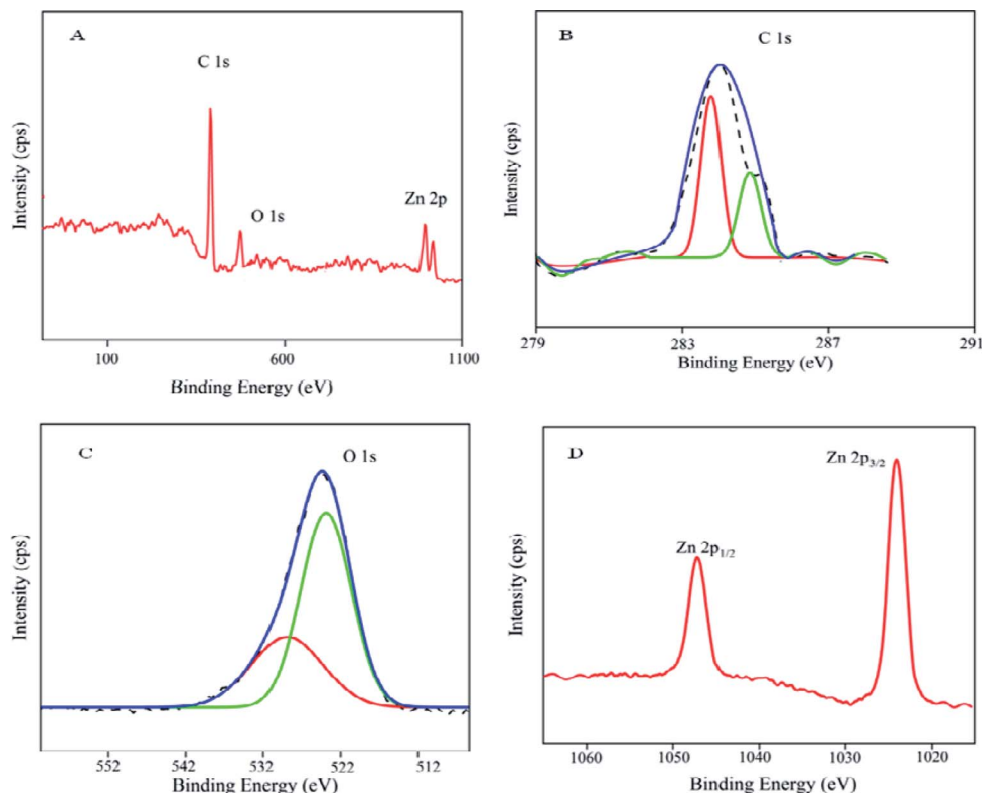 A
C 1s
O 1s
Zn 2p
Intensity (cps)
100 600 1100
Binding Energy (eV)
B
C 1s
Intensity (cps)
279 283 287 291
Binding Energy (eV)
C
O 1s
Intensity (cps)
552 542 532 522 512
Binding Energy (eV)
D
Zn 2p3/2
Zn 2p1/2
Intensity (cps)
1060 1050 1040 1030 1020
Binding Energy (eV)